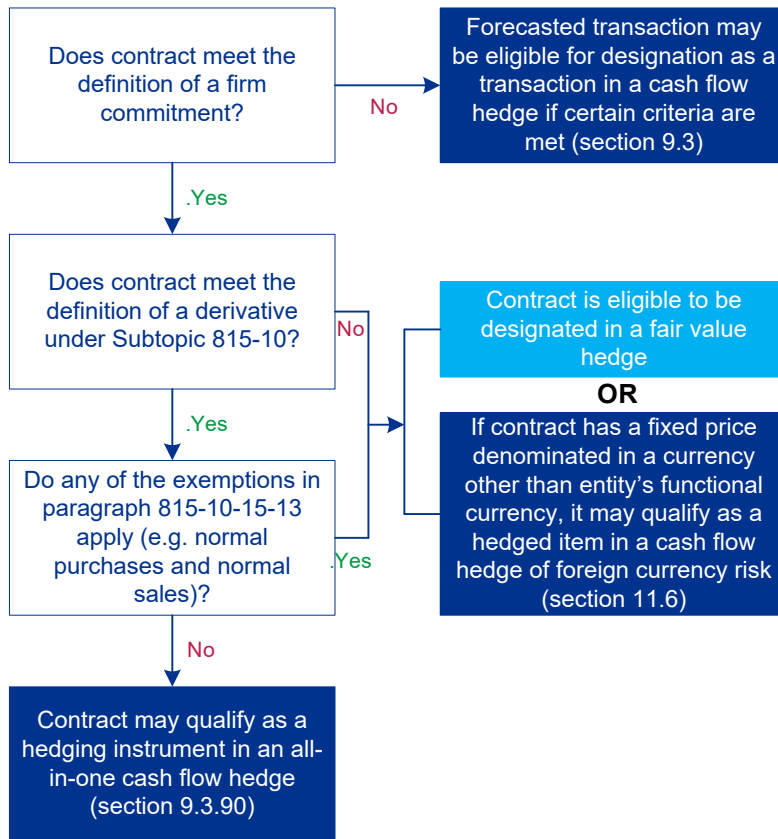 Does contract meet the
definition of a firm
commitment?
No
Forecasted transaction may
be eligible for designation as a
transaction in a cash flow
hedge if certain criteria are
met (section 9.3)
.Yes
Does contract meet the
definition of a derivative
under Subtopic 815-10?
No
Contract is eligible to be
designated in a fair value
hedge
OR
If contract has a fixed price
denominated in a currency
other than entity's functional
currency, it may qualify as a
hedged item in a cash flow
hedge of foreign currency risk
(section 11.6)
.Yes
Do any of the exemptions in
paragraph 815-10-15-13
apply (e.g. normal
purchases and normal
sales)?
.Yes
No
Contract may qualify as a
hedging instrument in an all-
in-one cash flow hedge
(section 9.3.90)